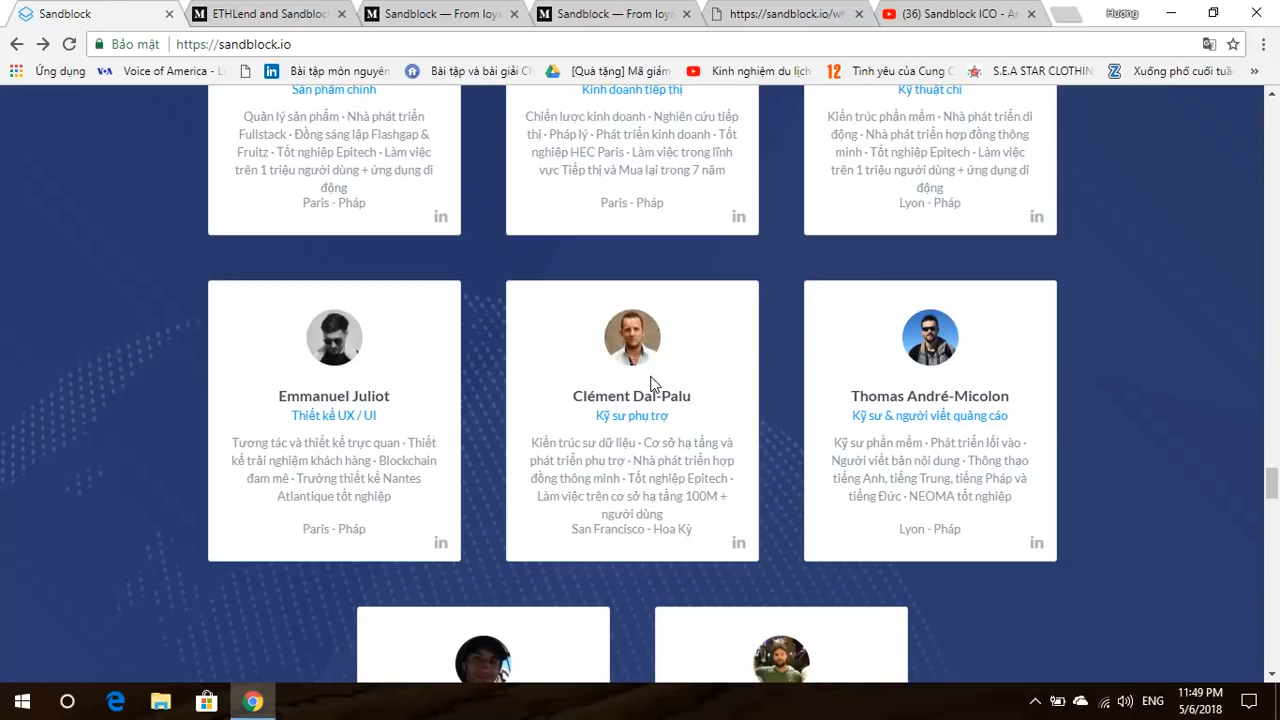 Sandblock
ETHLend and Sandbloc
Sandblock — From loya
Sandblock — From loya
https://sandblock.io/wh
(36) Sandblock ICO - A
Hương
Bảo mật
https://sandblock.io
Ứng dụng
Voice of America - L
Bài tập môn nguyên
Bài tập và bài giải C
[Quà tặng] Mã giảm
Kinh nghiệm du lịch
Tình yêu của Cung C
S.E.A STAR CLOTHIN
Xuống phố cuối tuần
»
Sản phẩm chính
Quản lý sản phẩm · Nhà phát triển
Fullstack · Đồng sáng lập Flashgap &
Fruitz · Tốt nghiệp Epitech · Làm việc
trên 1 triệu người dùng + ứng dụng di
động
Paris - Pháp
in
Kinh doanh tiếp thị
Chiến lược kinh doanh · Nghiên cứu tiếp
thị · Pháp lý · Phát triển kinh doanh · Tốt
nghiệp HEC Paris · Làm việc trong lĩnh
vực Tiếp thị và Mua lại trong 7 năm
Paris - Pháp
in
Kỹ thuật chỉ
Kiến trúc phần mềm · Nhà phát triển di
động · Nhà phát triển hợp đồng thông
minh · Tốt nghiệp Epitech · Làm việc
trên 1 triệu người dùng + ứng dụng di
động
Lyon - Pháp
in
Emmanuel Juliot
Thiết kế UX / UI
Tương tác và thiết kế trực quan · Thiết
kế trải nghiệm khách hàng · Blockchain
đam mê · Trường thiết kế Nantes
Atlantique tốt nghiệp
Paris - Pháp
in
Clément Dal-Palu
Kỹ sư phụ trợ
Kiến trúc sư dữ liệu · Cơ sở hạ tầng và
phát triển phụ trợ · Nhà phát triển hợp
đồng thông minh · Tốt nghiệp Epitech ·
Làm việc trên cơ sở hạ tầng 100M +
người dùng
San Francisco - Hoa Kỳ
in
Thomas André-Micolon
Kỹ sư & người viết quảng cáo
Kỹ sư phần mềm · Phát triển lối vào ·
Người viết bản nội dung · Thông thạo
tiếng Anh, tiếng Trung, tiếng Pháp và
tiếng Đức · NEOMA tốt nghiệp
Lyon - Pháp
in
ENG
11:49 PM
5/6/2018